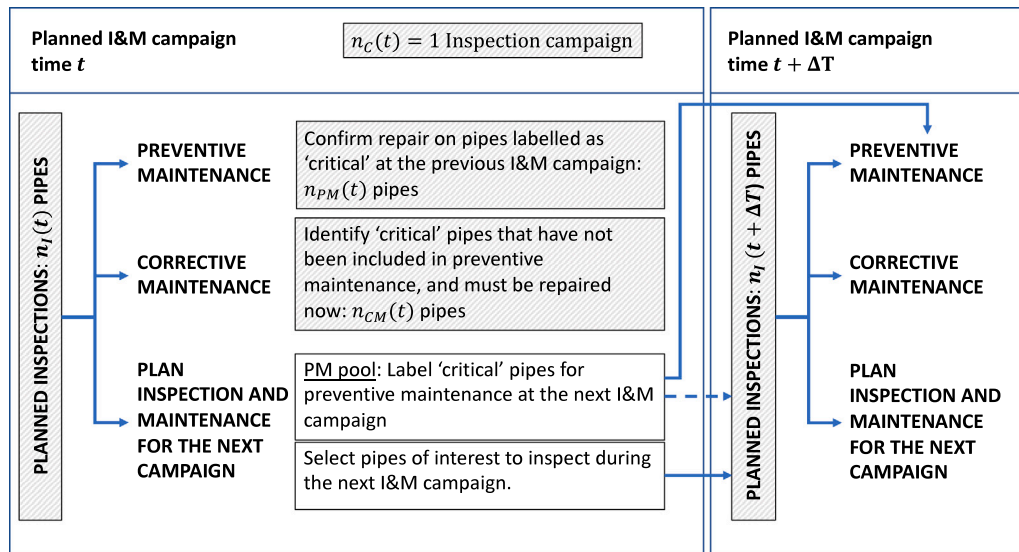 Planned I&M campaign
time t
n_C(t) = 1 Inspection campaign
Planned I&M campaign
time t + ΔT
PLANNED INSPECTIONS: n_I(t) PIPES
PREVENTIVE
MAINTENANCE
Confirm repair on pipes labelled as
‘critical’ at the previous I&M campaign:
n_PM(t) pipes
CORRECTIVE
MAINTENANCE
Identify ‘critical’ pipes that have not
been included in preventive
maintenance, and must be repaired
now: n_CM(t) pipes
PLAN
INSPECTION AND
MAINTENANCE
FOR THE NEXT
CAMPAIGN
PM pool: Label ‘critical’ pipes for
preventive maintenance at the next I&M
campaign
Select pipes of interest to inspect during
the next I&M campaign.
PLANNED INSPECTIONS: n_I (t + ΔT) PIPES
PREVENTIVE
MAINTENANCE
CORRECTIVE
MAINTENANCE
PLAN
INSPECTION AND
MAINTENANCE
FOR THE NEXT
CAMPAIGN